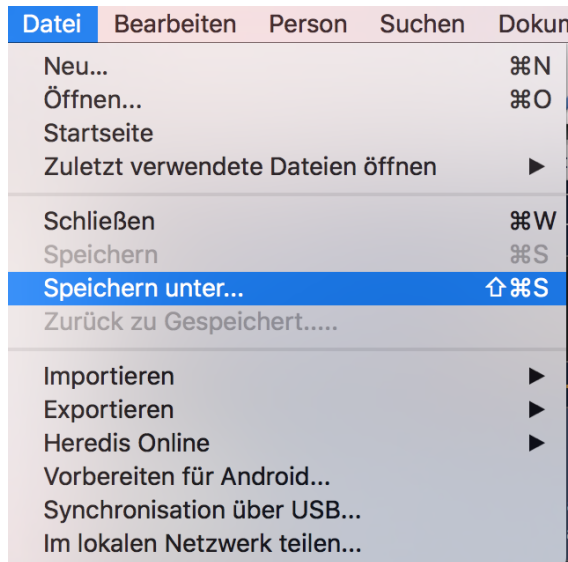 Datei Bearbeiten Person Suchen
Neu... ⌘N
Öffnen... ⌘O
Startseite
Zuletzt verwendete Dateien öffnen ▶
Schließen ⌘W
Speichern ⌘S
Speichern unter... ⇧⌘S
Zurück zu Gespeichert.....
Importieren ▶
Exportieren ▶
Heredis Online ▶
Vorbereiten für Android...
Synchronisation über USB...
Im lokalen Netzwerk teilen...